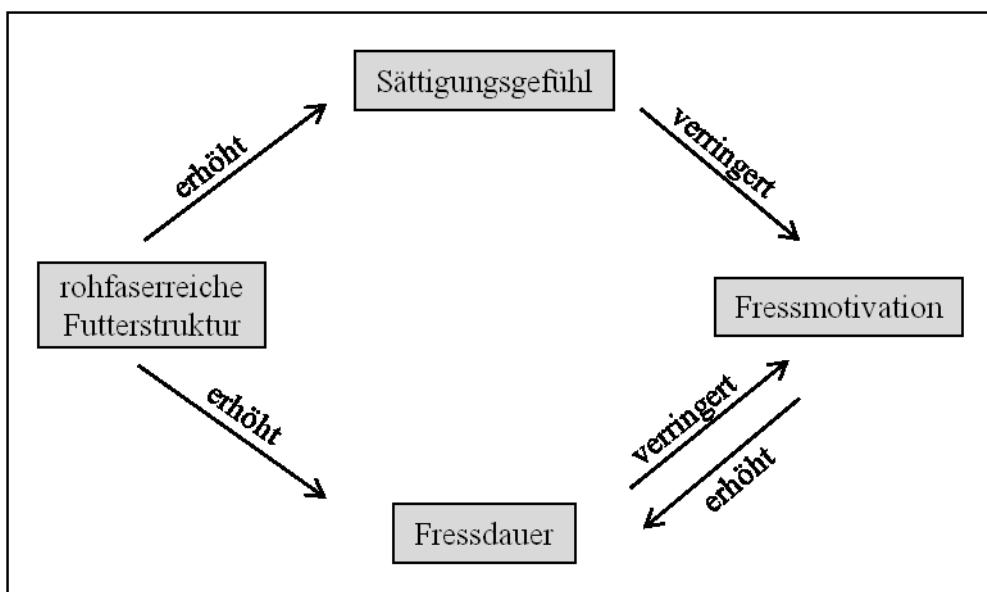 Sättigungsgefühl
erhöht
verringert
rohfaserreiche
Futterstruktur
Fressmotivation
erhöht
verringert
erhöht
Fressdauer